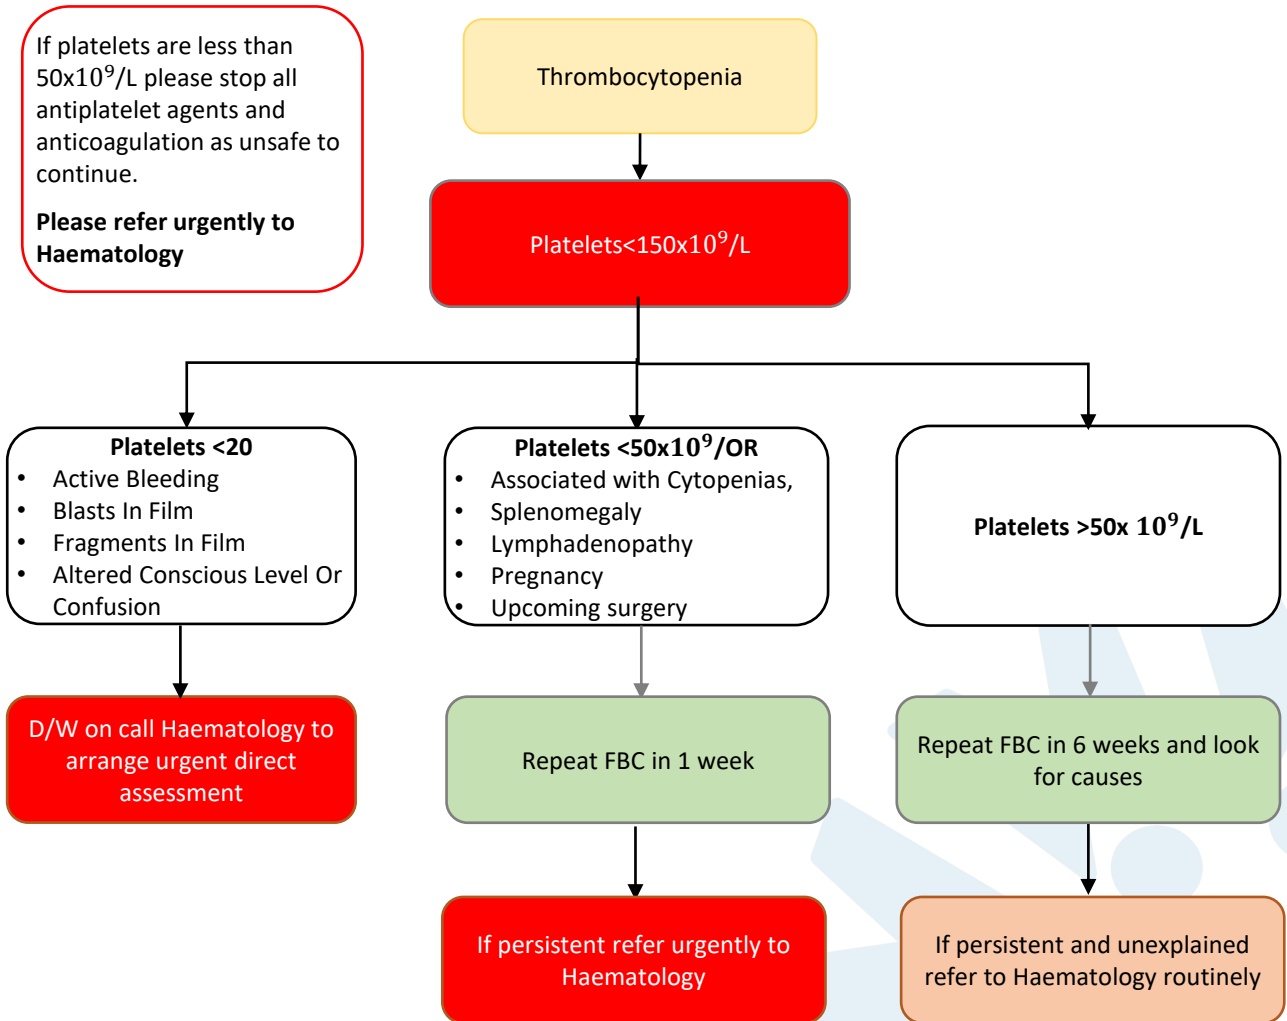 If platelets are less than
50x10⁹/L please stop all
antiplatelet agents and
anticoagulation as unsafe to
continue.
Please refer urgently to
Haematology
Thrombocytopenia
Platelets<150x10⁹/L
Platelets <20
• Active Bleeding
• Blasts In Film
• Fragments In Film
• Altered Conscious Level Or
Confusion
Platelets <50x10⁹/OR
• Associated with Cytopenias,
• Splenomegaly
• Lymphadenopathy
• Pregnancy
• Upcoming surgery
Platelets >50x 10⁹/L
D/W on call Haematology to
arrange urgent direct
assessment
Repeat FBC in 1 week
Repeat FBC in 6 weeks and look
for causes
If persistent refer urgently to
Haematology
If persistent and unexplained
refer to Haematology routinely